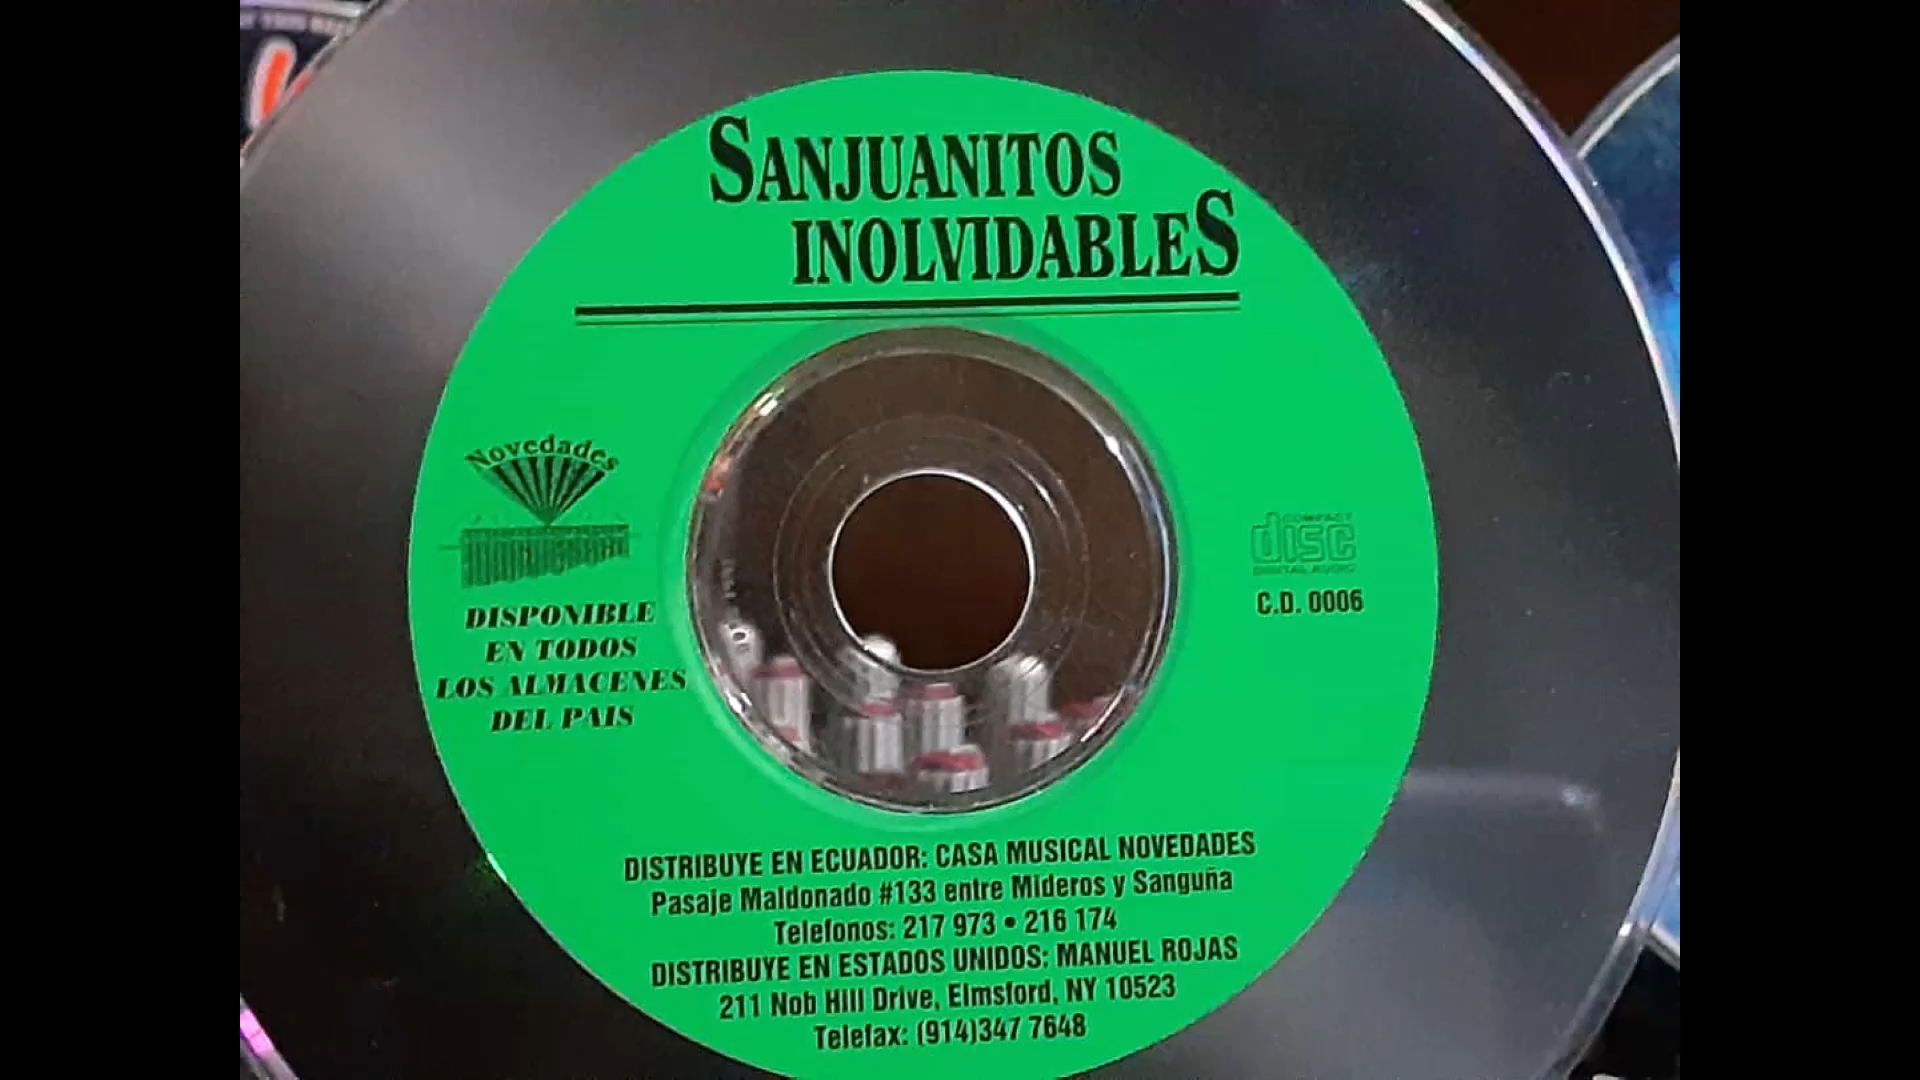 SANJUANITOS
INOLVIDABLES
Novedades
DISPONIBLE
EN TODOS
LOS ALMACENES
DEL PAIS
COMPACT
disc
DIGITAL AUDIO
C.D. 0006
DISTRIBUYE EN ECUADOR: CASA MUSICAL NOVEDADES
Pasaje Maldonado #133 entre Mideros y Sanguña
Telefonos: 217 973 • 216 174
DISTRIBUYE EN ESTADOS UNIDOS: MANUEL ROJAS
211 Nob Hill Drive, Elmsford, NY 10523
Telefax: (914)347 7648